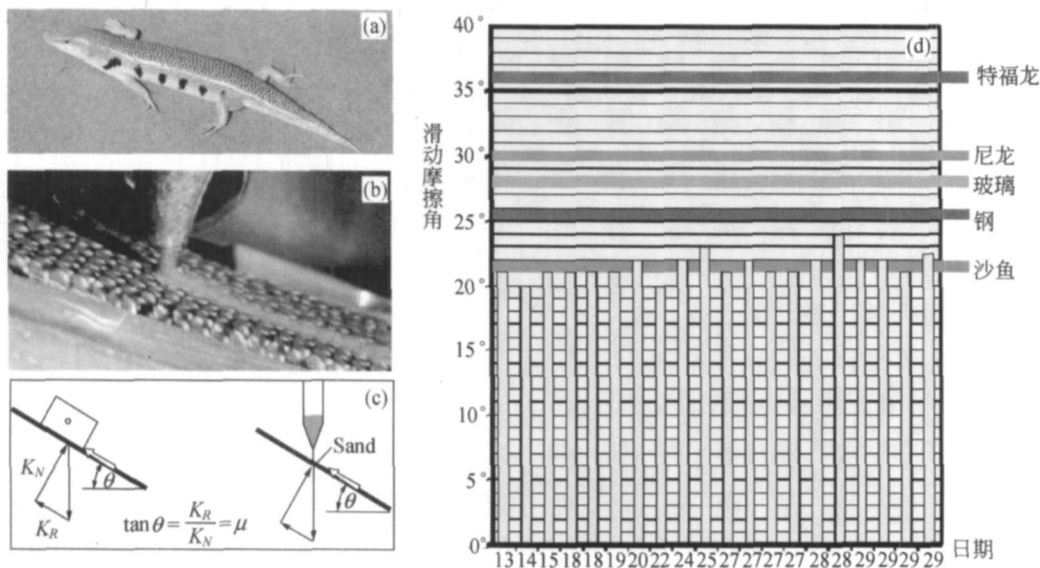 (a)
(b)
(c)
K_N
K_R
θ
tanθ = K_R/K_N = μ
Sand
θ
(d)
滑动摩擦角
40°
35°
30°
25°
20°
15°
10°
5°
0°
特福龙
尼龙
玻璃
钢
沙鱼
13 14 15 18 18 19 20 22 24 25 27 27 27 27 28 28 29 29 29 29
日期